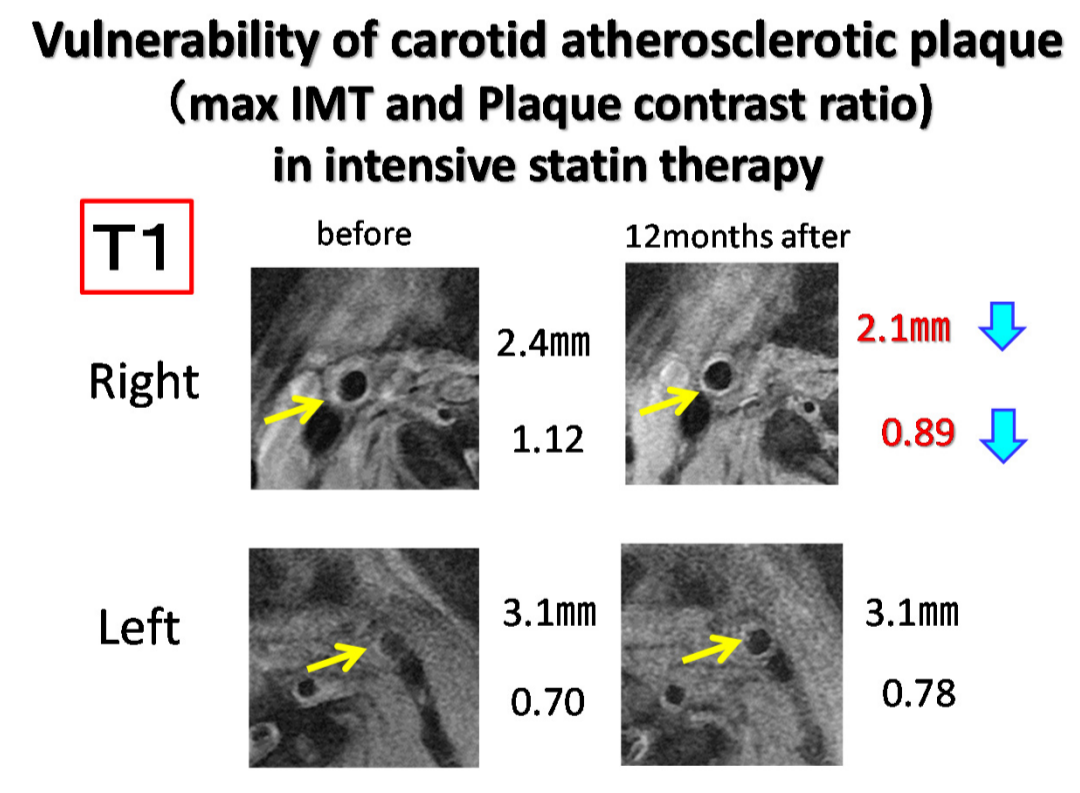 Vulnerability of carotid atherosclerotic plaque
（max IMT and Plaque contrast ratio)
in intensive statin therapy
T1
before
12months after
Right
2.4㎜
1.12
2.1㎜
0.89
Left
3.1㎜
0.70
3.1㎜
0.78